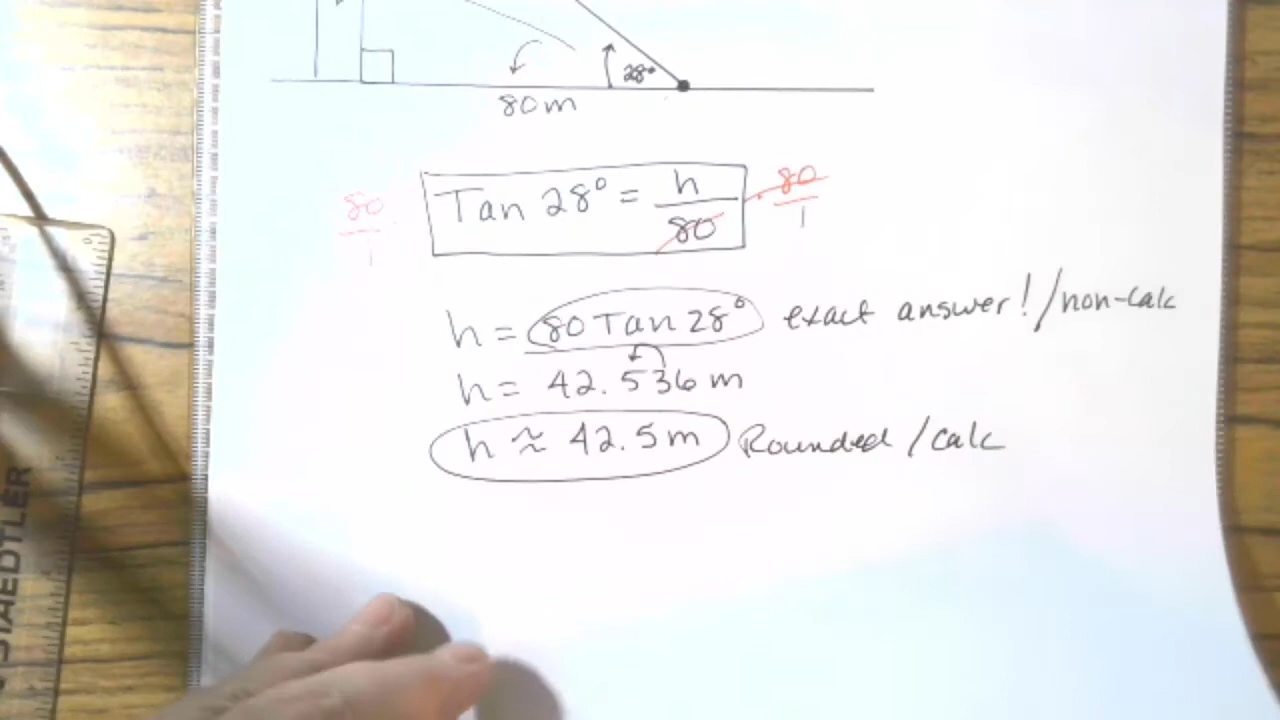 28°
80m
80/1 Tan 28° = h/80 · 80/1
h = 80 Tan 28° exact answer! /non-calc
h = 42.536 m
h ≈ 42.5 m Rounded / calc
STAEDTLER